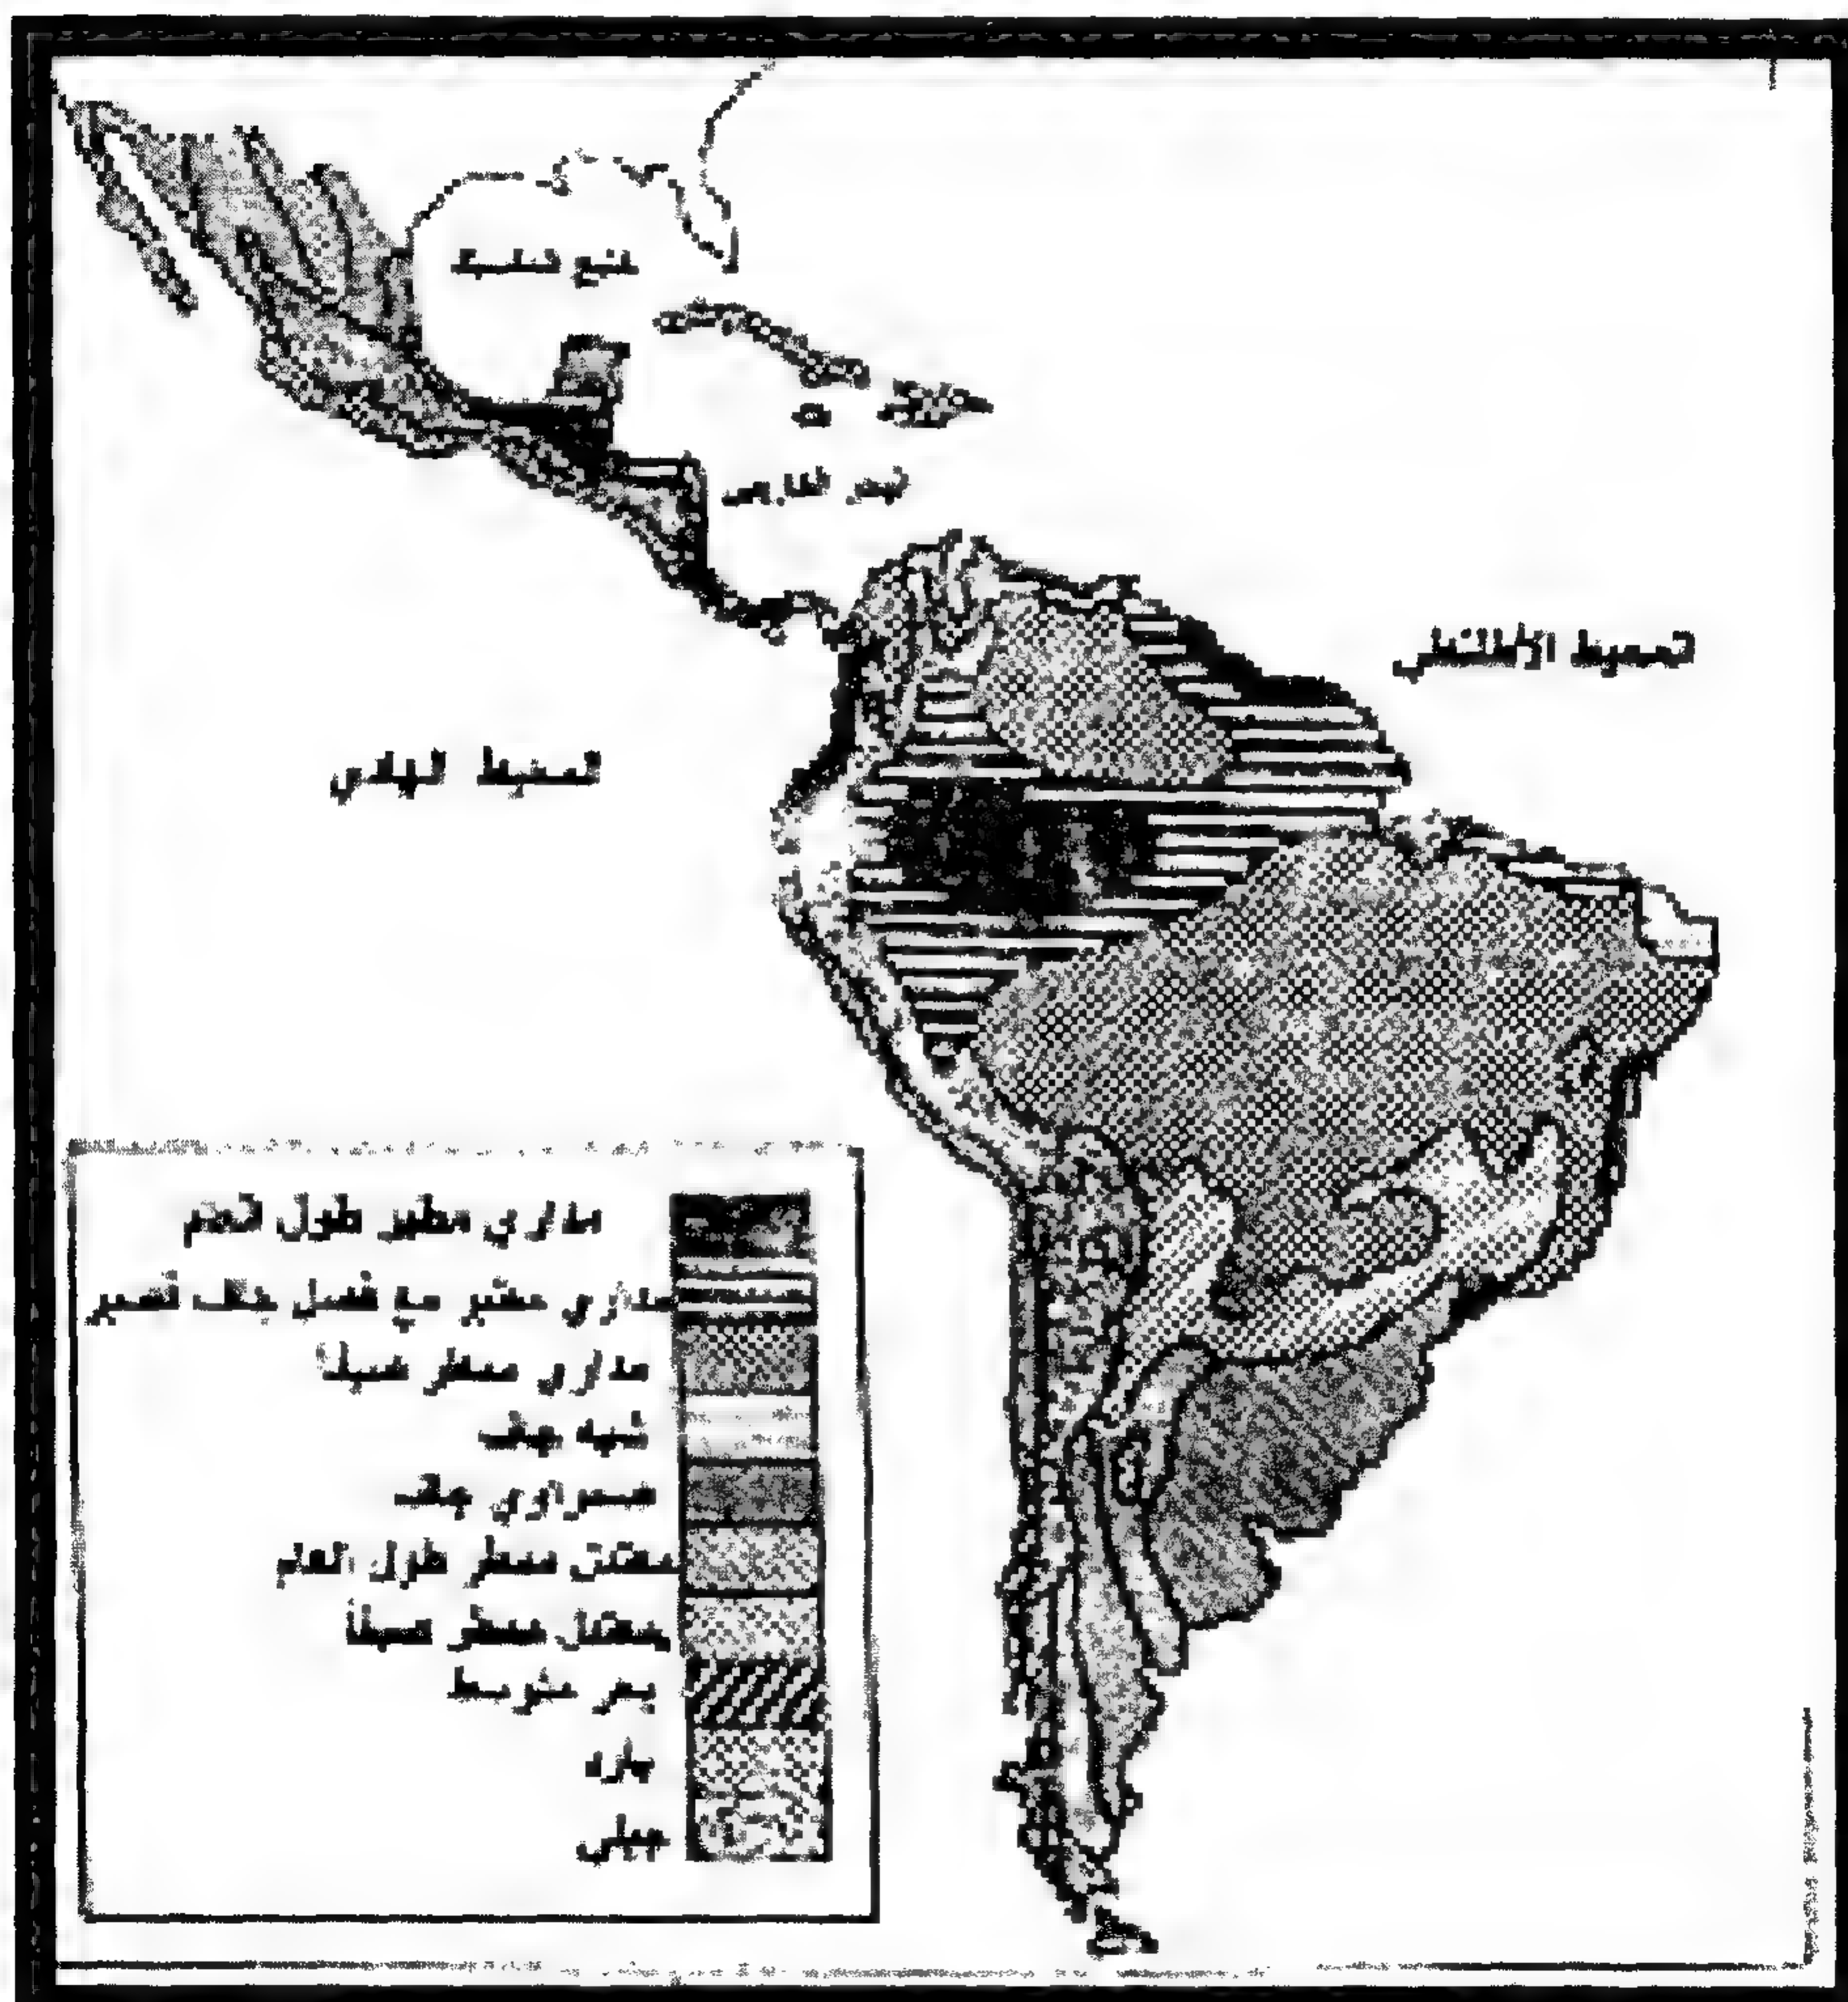 خليج المكسيك
البحر الكاريبي
المحيط الأطلنطي
المحيط الهادي
مداري مطير طول العام
مداري مطير مع فصل جاف قصير
مداري ممطر صيفاً
شبه جاف
صحراوي جاف
معتدل ممطر طول العام
معتدل ممطر صيفاً
بحر متوسط
بارد
جبلي